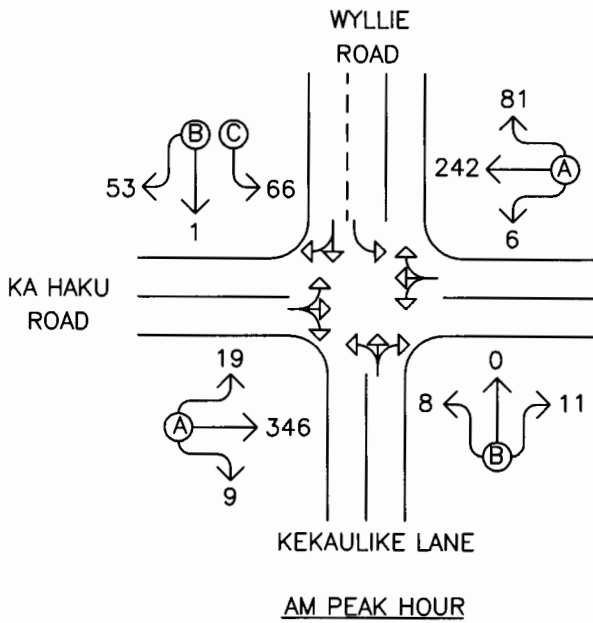 WYLLIE
ROAD
B C
53 66
1
81
242 A
6
KA HAKU
ROAD
19
A 346
9
0
8 11
B
KEKAULIKE LANE
AM PEAK HOUR